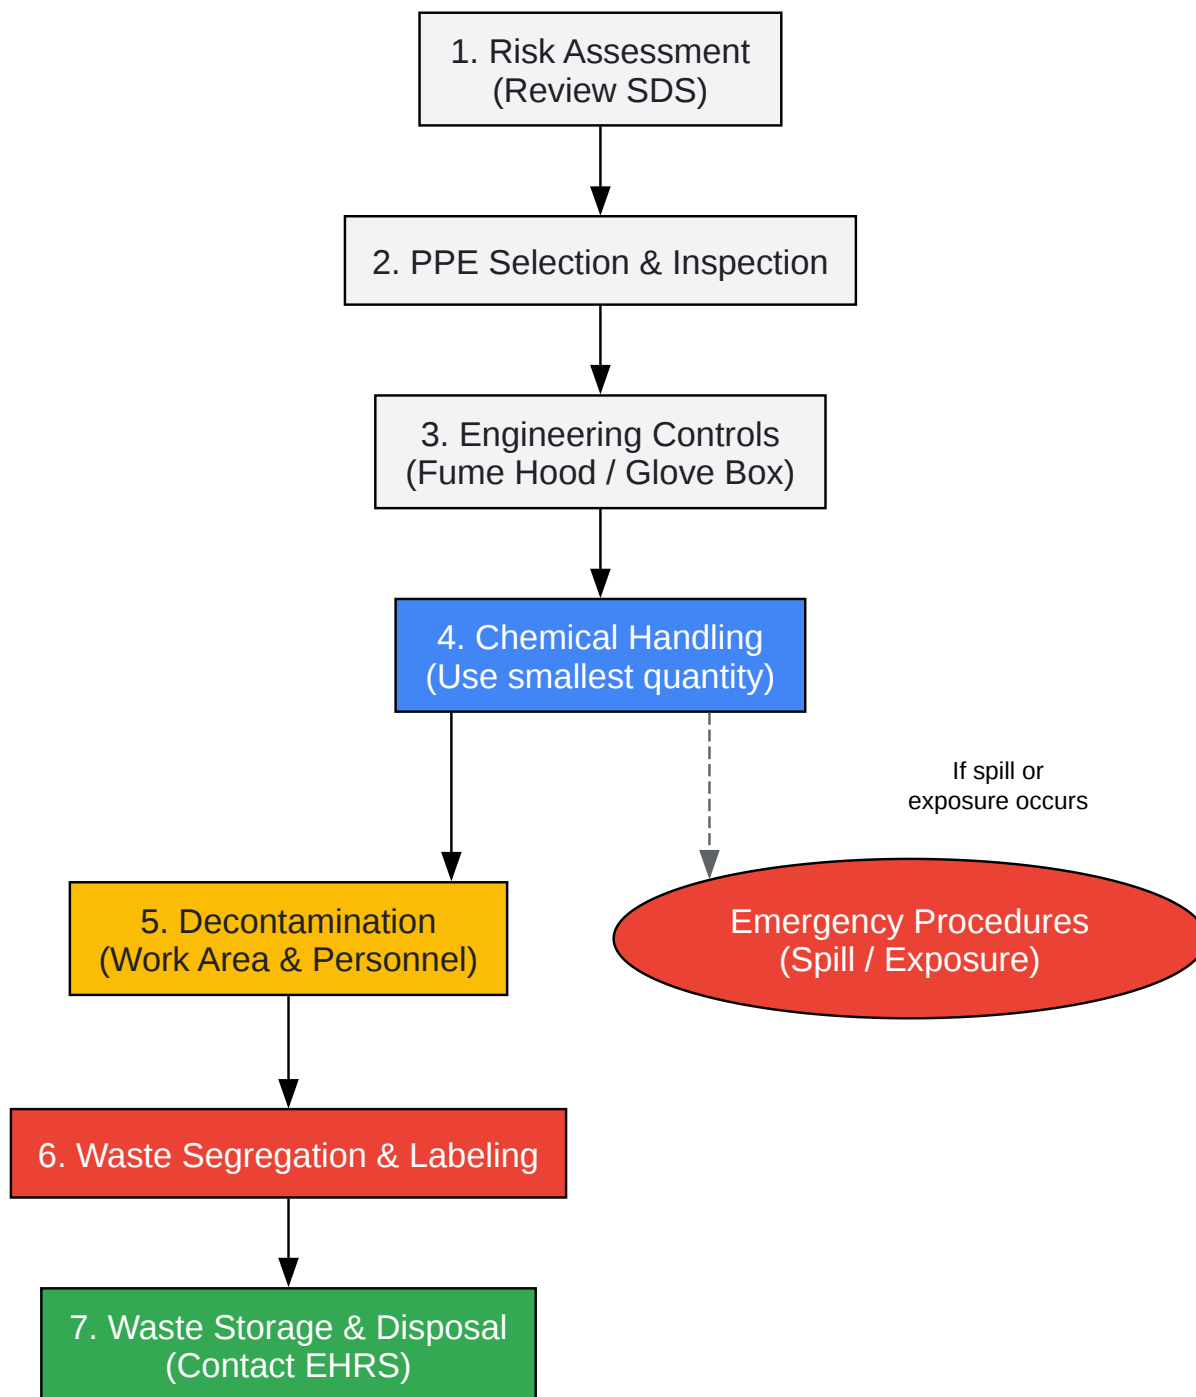 1. Risk Assessment
(Review SDS)
2. PPE Selection & Inspection
3. Engineering Controls
(Fume Hood / Glove Box)
4. Chemical Handling
(Use smallest quantity)
If spill or
exposure occurs
5. Decontamination
(Work Area & Personnel)
Emergency Procedures
(Spill / Exposure)
6. Waste Segregation & Labeling
7. Waste Storage & Disposal
(Contact EHRS)